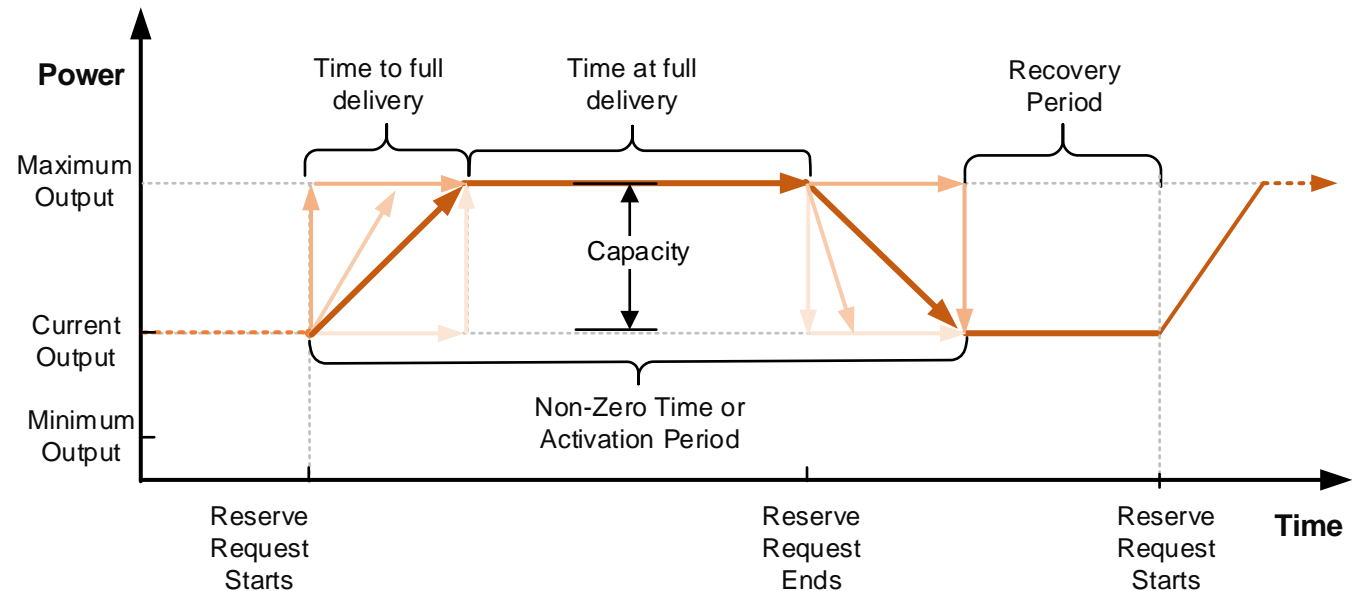 Power
Time to full
delivery
Time at full
delivery
Recovery
Period
Maximum
Output
Capacity
Current
Output
Non-Zero Time or
Activation Period
Minimum
Output
Reserve
Request
Starts
Reserve
Request
Ends
Reserve
Request
Starts
Time